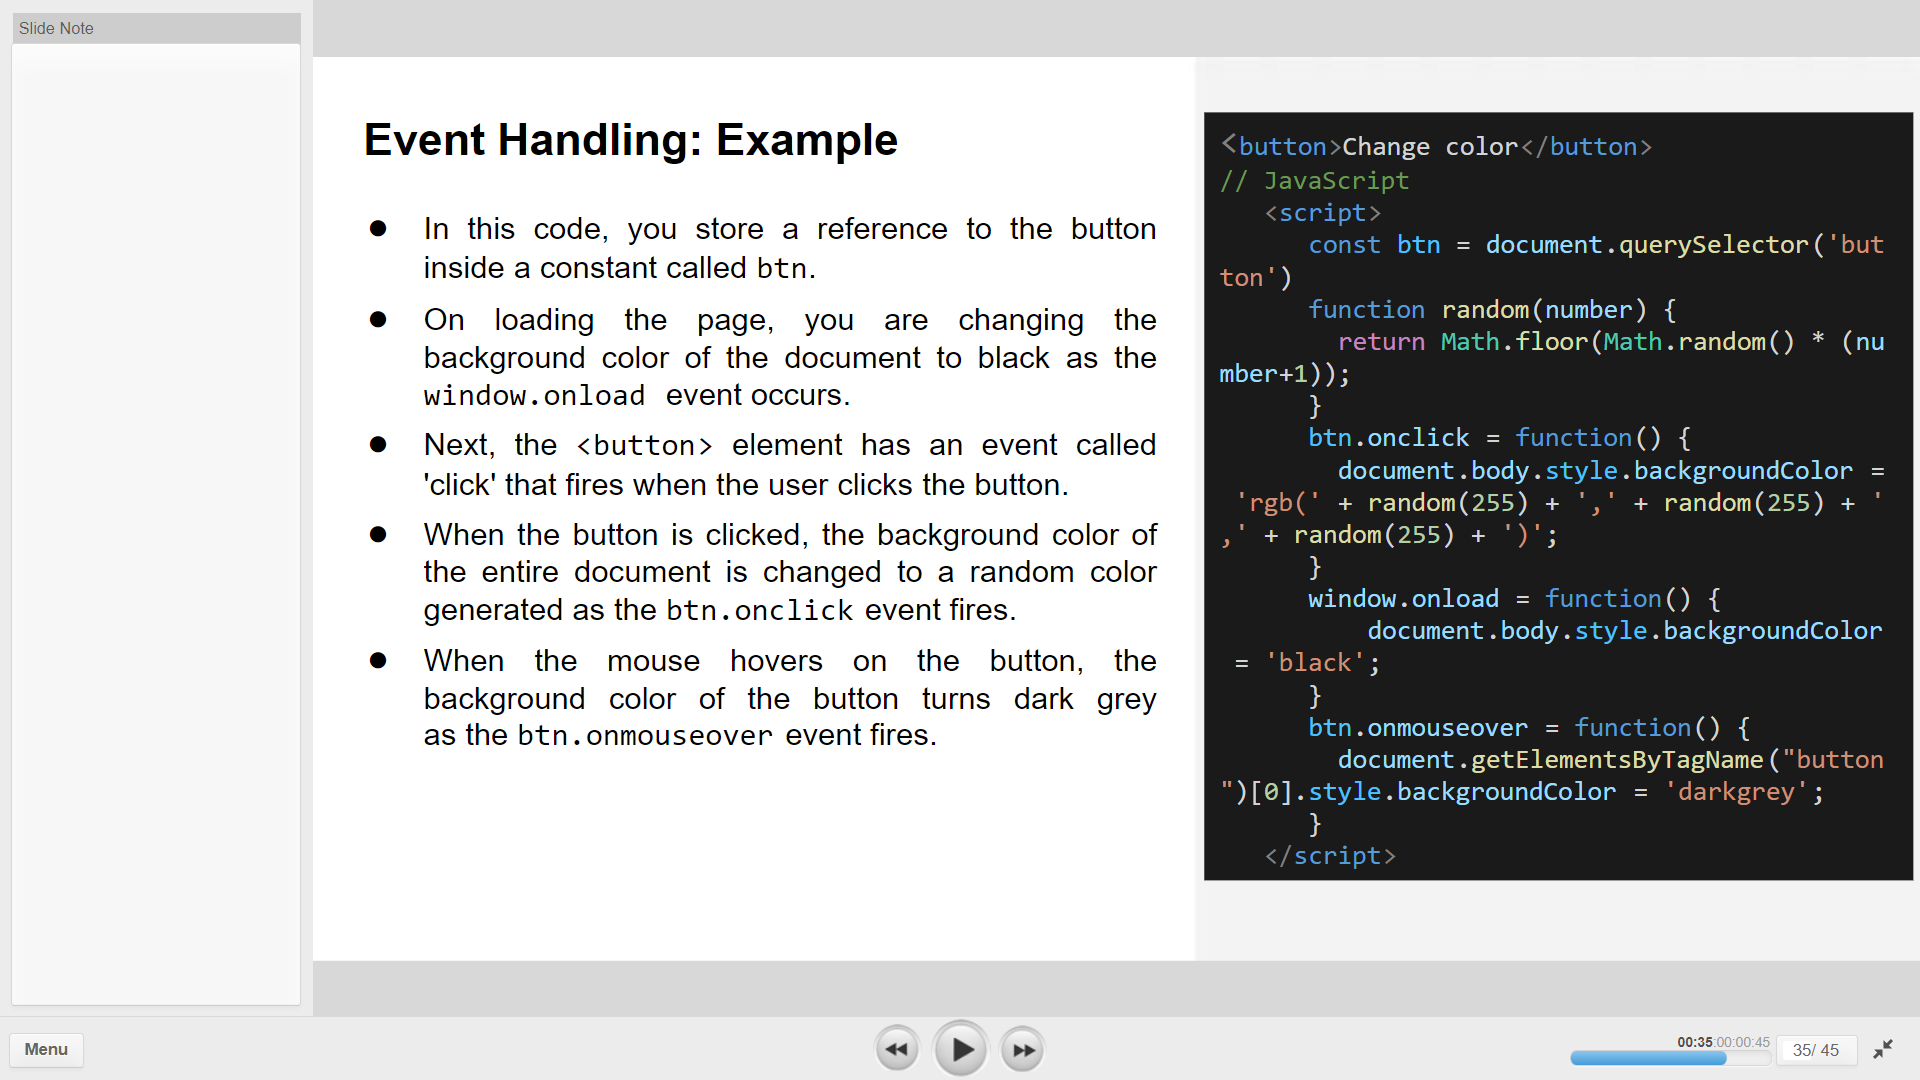 Slide Note
Event Handling: Example
● In this code, you store a reference to the button
inside a constant called btn.
● On loading the page, you are changing the
background color of the document to black as the
window.onload event occurs.
● Next, the <button> element has an event called
'click' that fires when the user clicks the button.
● When the button is clicked, the background color of
the entire document is changed to a random color
generated as the btn.onclick event fires.
● When the mouse hovers on the button, the
background color of the button turns dark grey
as the btn.onmouseover event fires.
<button>Change color</button>
// JavaScript
<script>
const btn = document.querySelector('but
ton')
function random(number) {
return Math.floor(Math.random() * (nu
mber+1));
}
btn.onclick = function() {
document.body.style.backgroundColor =
'rgb(' + random(255) + ',' + random(255) + '
,' + random(255) + ')';
}
window.onload = function() {
document.body.style.backgroundColor
= 'black';
}
btn.onmouseover = function() {
document.getElementsByTagName("button
")[0].style.backgroundColor = 'darkgrey';
}
</script>
Menu
00:35:00:00:45
35/ 45